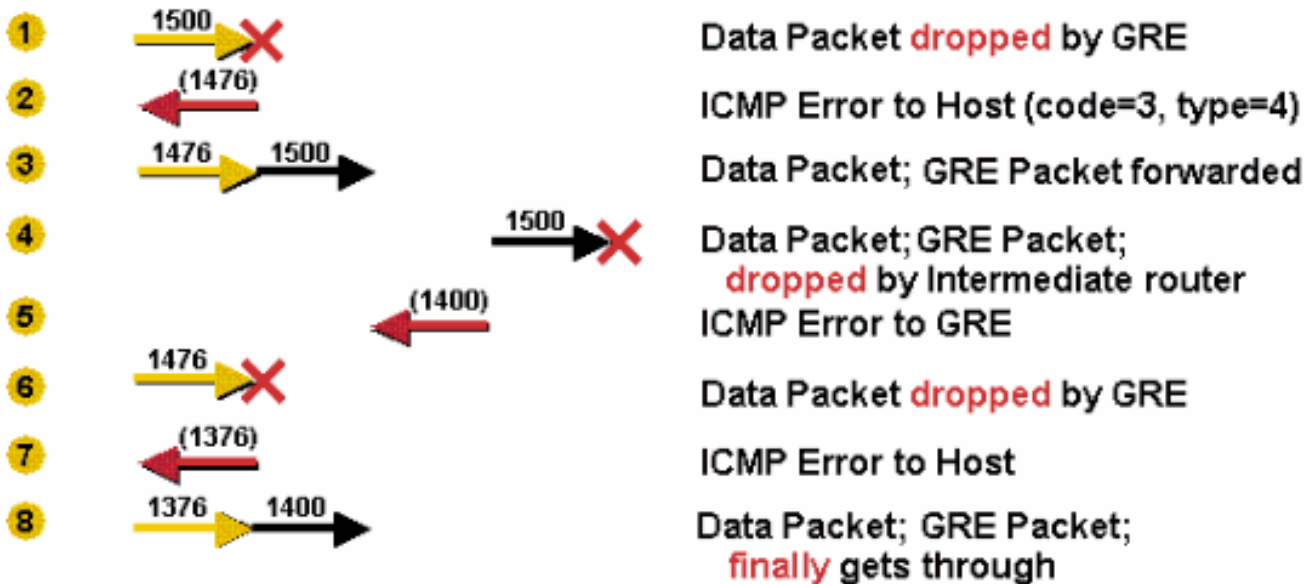 1 1500 Data Packet dropped by GRE
2 (1476) ICMP Error to Host (code=3, type=4)
3 1476 1500 Data Packet; GRE Packet forwarded
4 1500 Data Packet; GRE Packet;
dropped by Intermediate router
5 (1400) ICMP Error to GRE
6 1476 Data Packet dropped by GRE
7 (1376) ICMP Error to Host
8 1376 1400 Data Packet; GRE Packet;
finally gets through